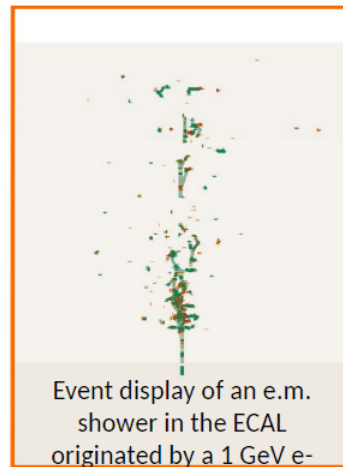 Event display of an e.m.
shower in the ECAL
originated by a 1 GeV e-